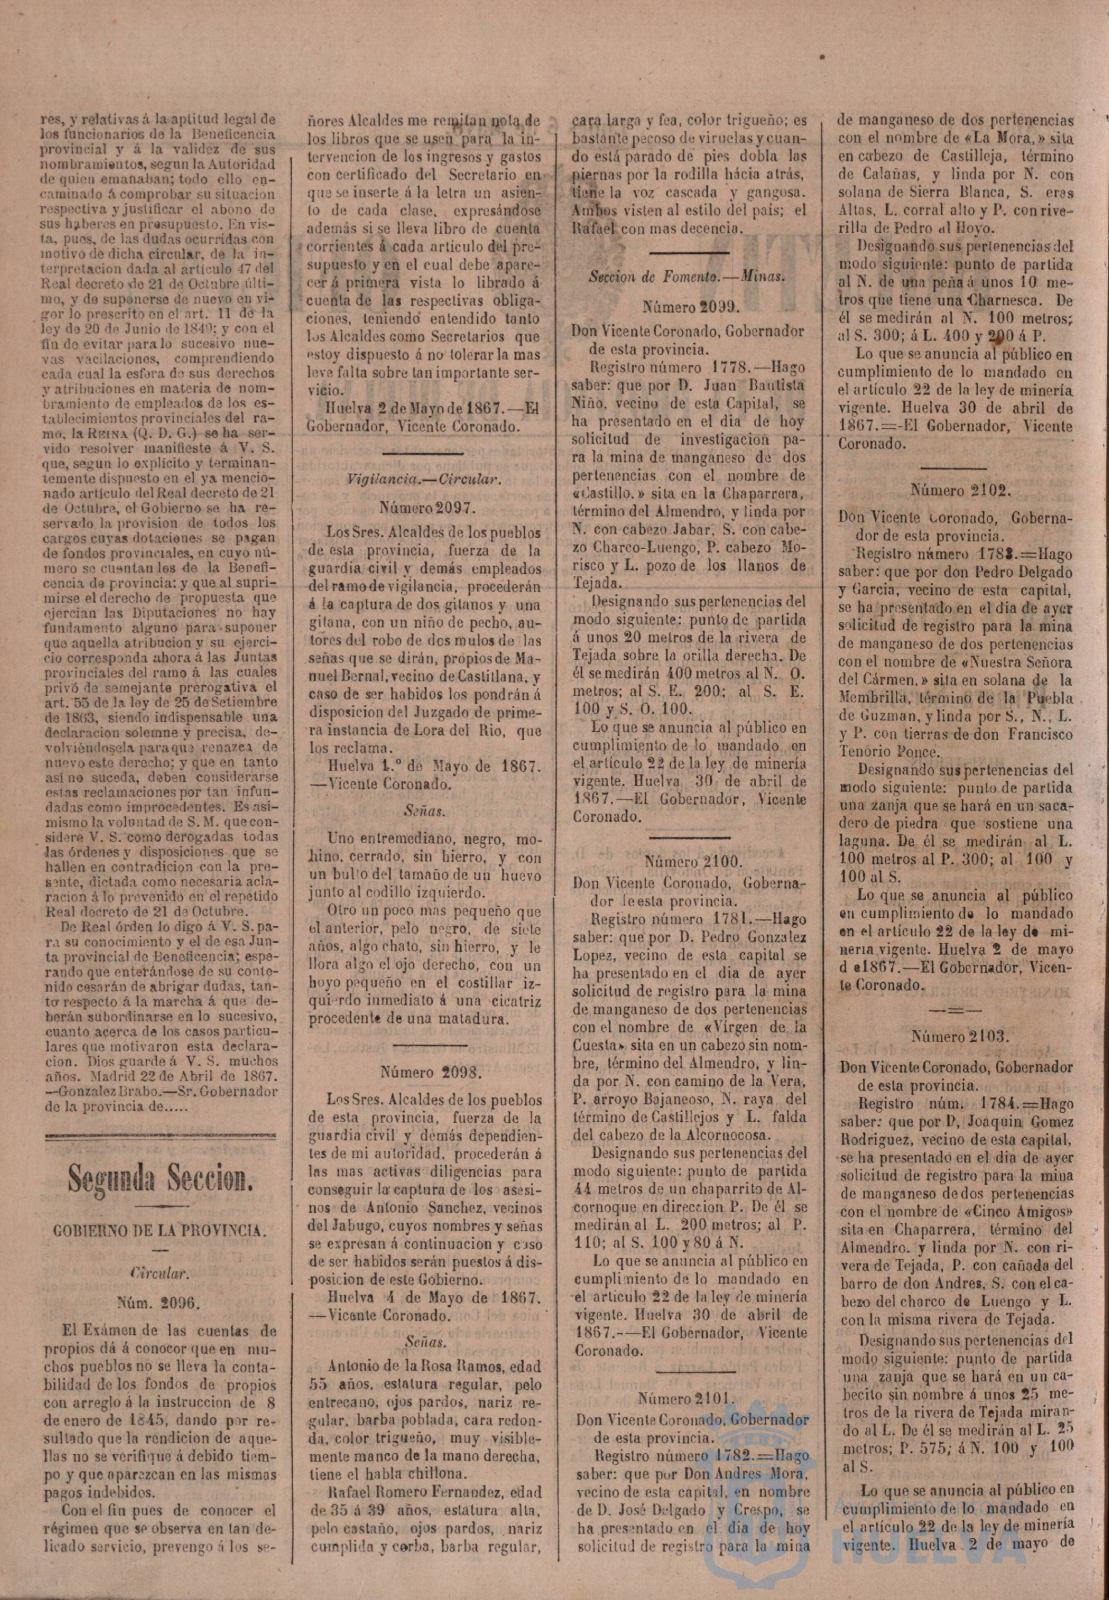 res, y relativas á la aptitud legal de
los funcionarios de la Beneficencia
provincial y á la validez de sus
nombramientos, segun la Autoridad
de quien emanaban; todo ello en-
caminado á comprobar su situacion
respectiva y justificar el abono de
sus haberes en presupuesto. En vis-
ta, pues, de las dudas ocurridas con
motivo de dicha circular, de la in-
terpretacion dada al artículo 47 del
Real decreto de 21 de Octubre últi-
mo, y de suponerse de nuevo en vi-
gor lo prescrito en el art. 11 de la
ley de 20 de Junio de 1849; y con el
fin de evitar para lo sucesivo nue-
vas vacilaciones, comprendiendo
cada cual la esfera de sus derechos
y atribuciones en materia de nom-
bramiento de empleados de los es-
tablecimientos provinciales del ra-
mo, la REINA (Q. D. G.) se ha ser-
vido resolver manifieste á V. S.
que, segun lo explícito y terminan-
temente dispuesto en el ya mencio-
nado artículo del Real decreto de 21
de Octubre, el Gobierno se ha re-
servado la provision de todos los
cargos cuyas dotaciones se pagan
de fondos provinciales, en cuyo nú-
mero se cuentan los de la Benefi-
cencia de provincia: y que al supri-
mirse el derecho de propuesta que
ejercian las Diputaciones no hay
fundamento alguno para suponer
que aquella atribucion y su ejerci-
cio corresponda ahora á las Juntas
provinciales del ramo á las cuales
privó de semejante prerogativa el
art. 55 de la ley de 25 de Setiembre
de 1863, siendo indispensable una
declaracion solemne y precisa, de-
volviéndosela para que renazca de
nuevo este derecho; y que en tanto
así no suceda, deben considerarse
estas reclamaciones por tan infun-
dadas como improcedentes. Es así-
mismo la voluntad de S. M. que con-
sidere V. S. como derogadas todas
las órdenes y disposiciones que se
hallen en contradicion con la pre-
sente, dictada como necesaria acla-
racion á lo prevenido en el repetido
Real decreto de 21 de Octubre.
De Real órden lo digo á V. S. pa-
ra su conocimiento y el de esa Jun-
ta provincial de Beneficencia; espe-
rando que enterándose de su conte-
nido cesarán de abrigar dudas, tan-
to respecto á la marcha á que de-
berán subordinarse en lo sucesivo,
cuanto acerca de los casos particu-
lares que motivaron esta declara-
cion. Dios guarde á V. S. muchos
años. Madrid 22 de Abril de 1867.
—Gonzalez Brabo.—Sr. Gobernador
de la provincia de.....
Segunda Seccion.
GOBIERNO DE LA PROVINCIA.
Circular.
Núm. 2096.
El Exámen de las cuentas de
propios dá á conocer que en mu-
chos pueblos no se lleva la conta-
bilidad de los fondos de propios
con arreglo á la instruccion de 8
de enero de 1845, dando por re-
sultado que la rendicion de aque-
llas no se verifique á debido tiem-
po y que aparezcan en las mismas
pagos indebidos.
Con el fin pues de conocer el
régimen que se observa en tan de-
licado servicio, prevengo á los se-
ñores Alcaldes me remitan nota de
los libros que se usen para la in-
tervencion de los ingresos y gastos
con certificado del Secretario en
que se inserte á la letra un asien-
to de cada clase, expresándose
además si se lleva libro de cuenta
corrientes á cada artículo del pre-
supuesto y en el cual debe apare-
cer á primera vista lo librado á
cuenta de las respectivas obliga-
ciones, teniendo entendido tanto
los Alcaldes como Secretarios que
estoy dispuesto á no tolerar la mas
leve falta sobre tan importante ser-
vicio.
Huelva 2 de Mayo de 1867.—El
Gobernador, Vicente Coronado.
Vigilancia.—Circular.
Número 2097.
Los Sres. Alcaldes de los pueblos
de esta provincia, fuerza de la
guardia civil y demás empleados
del ramo de vigilancia, procederán
á la captura de dos gitanos y una
gitana, con un niño de pecho, au-
tores del robo de dos mulos de las
señas que se dirán, propios de Ma-
nuel Bernal, vecino de Castillana, y
caso de ser habidos los pondrán á
disposicion del Juzgado de prime-
ra instancia de Lora del Rio, que
los reclama.
Huelva 1.º de Mayo de 1867.
—Vicente Coronado.
Señas.
Uno entremediano, negro, mo-
hino, cerrado, sin hierro, y con
un bulto del tamaño de un huevo
junto al codillo izquierdo.
Otro un poco mas pequeño que
el anterior, pelo negro, de siete
años, algo chato, sin hierro, y le
llora algo el ojo derecho, con un
hoyo pequeño en el costillar iz-
quierdo inmediato á una cicatriz
procedente de una matadura.
Número 2098.
Los Sres. Alcaldes de los pueblos
de esta provincia, fuerza de la
guardia civil y demás dependien-
tes de mi autoridad, procederán á
las mas activas diligencias para
conseguir la captura de los asesi-
nos de Antonio Sanchez, vecinos
del Jabugo, cuyos nombres y señas
se expresan á continuacion y caso
de ser habidos serán puestos á dis-
posicion de este Gobierno.
Huelva 4 de Mayo de 1867.
—Vicente Coronado.
Señas.
Antonio de la Rosa Ramos, edad
55 años, estatura regular, pelo
entrecano, ojos pardos, nariz re-
gular, barba poblada, cara redon-
da, color trigueño, muy visible-
mente manco de la mano derecha,
tiene el habla chillona.
Rafael Romero Fernandez, edad
de 35 á 39 años, estatura alta,
pelo castaño, ojos pardos, nariz
cumplida y corba, barba regular,
cara larga y fea, color trigueño; es
bastante pecoso de viruelas y cuan-
do está parado de pies dobla las
piernas por la rodilla hácia atrás,
tiene la voz cascada y gangosa.
Ambos visten al estilo del país; el
Rafael con mas decencia.
Seccion de Fomento.—Minas.
Número 2099.
Don Vicente Coronado, Gobernador
de esta provincia.
Registro número 1778.—Hago
saber: que por D. Juan Bautista
Niño, vecino de esta Capital, se
ha presentado en el dia de hoy
solicitud de investigacion pa-
ra la mina de manganeso de dos
pertenencias con el nombre de
«Castillo.» sita en la Chaparrera,
término del Almendro, y linda por
N. con cabezo Jabar, S. con cabe-
zo Charco-Luengo, P. cabezo Mo-
risco y L. pozo de los llanos de
Tejada.
Designando sus pertenencias del
modo siguiente: punto de partida
á unos 20 metros de la rivera de
Tejada sobre la orilla derecha. De
él se medirán 400 metros al N. O.
metros; al S. E. 200; al S. E.
100 y S. O. 100.
Lo que se anuncia al público en
cumplimiento de lo mandado en
el artículo 22 de la ley de minería
vigente. Huelva 30 de abril de
1867.—El Gobernador, Vicente
Coronado.
Número 2100.
Don Vicente Coronado, Goberna-
dor le esta provincia.
Registro número 1781.—Hago
saber: que por D. Pedro Gonzalez
Lopez, vecino de esta capital se
ha presentado en el dia de ayer
solicitud de registro para la mina
de manganeso de dos pertenencias
con el nombre de «Virgen de la
Cuesta» sita en un cabezo sin nom-
bre, término del Almendro, y lin-
da por N. con camino de la Vera,
P. arroyo Bajaneoso, N. raya del
término de Castillejos y L. falda
del cabezo de la Alcornocosa.
Designando sus pertenencias del
modo siguiente: punto de partida
44 metros de un chaparrito de Al-
cornoque en direccion P. De él se
medirán al L. 200 metros; al P.
110; al S. 100 y 80 á N.
Lo que se anuncia al público en
cumplimiento de lo mandado en
el artículo 22 de la ley de minería
vigente. Huelva 30 de abril de
1867.—El Gobernador, Vicente
Coronado.
Número 2101.
Don Vicente Coronado, Gobernador
de esta provincia.
Registro número 1782.=Hago
saber: que por Don Andres Mora,
vecino de esta capital, en nombre
de D. José Delgado y Crespo, se
ha presentado en el dia de hoy
solicitud de registro para la mina
de manganeso de dos pertenencias
con el nombre de «La Mora,» sita
en cabezo de Castilleja, término
de Calañas, y linda por N. con
solana de Sierra Blanca, S. eras
Altas, L. corral alto y P. con rive-
rilla de Pedro al Hoyo.
Designando sus pertenencias del
modo siguiente: punto de partida
al N. de una peña á unos 10 me-
tros que tiene una Charnesca. De
él se medirán al N. 100 metros;
al S. 300; á L. 400 y 200 á P.
Lo que se anuncia al público en
cumplimiento de lo mandado en
el artículo 22 de la ley de minería
vigente. Huelva 30 de abril de
1867.=-El Gobernador, Vicente
Coronado.
Número 2102.
Don Vicente Coronado, Goberna-
dor de esta provincia.
Registro número 1783.=Hago
saber: que por don Pedro Delgado
y Garcia, vecino de esta capital,
se ha presentado en el dia de ayer
solicitud de registro para la mina
de manganeso de dos pertenencias
con el nombre de «Nuestra Señora
del Cármen,» sita en solana de la
Membrilla, término de la Puebla
de Guzman, y linda por S., N., L.
y P. con tierras de don Francisco
Tenorio Ponce.
Designando sus pertenencias del
modo siguiente: punto de partida
una zanja que se hará en un saca-
dero de piedra que sostiene una
laguna. De él se medirán al L.
100 metros al P. 300; al 100 y
100 al S.
Lo que se anuncia al público
en cumplimiento de lo mandado
en el artículo 22 de la ley de mi-
nería vigente. Huelva 2 de mayo
d e1867.—El Gobernador, Vicen-
te Coronado.
Número 2103.
Don Vicente Coronado, Gobernador
de esta provincia.
Registro núm. 1784.=Hago
saber: que por D, Joaquin Gomez
Rodriguez, vecino de esta capital,
se ha presentado en el dia de ayer
solicitud de registro para la mina
de manganeso de dos pertenencias
con el nombre de «Cinco Amigos»
sita en Chaparrera, término del
Almendro. y linda por N. con ri-
vera de Tejada, P. con cañada del
barro de don Andres, S. con el ca-
bezo del charco de Luengo y L.
con la misma rivera de Tejada.
Designando sus pertenencias del
modo siguiente: punto de partida
una zanja que se hará en un ca-
becito sin nombre á unos 25 me-
tros de la rivera de Tejada miran-
do al L. De él se medirán al L. 25
metros; P. 575; á N. 100 y 100
al S.
Lo que se anuncia al público en
cumplimiento de lo mandado en
el artículo 22 de la ley de minería
vigente. Huelva 2 de mayo de
HUELVA